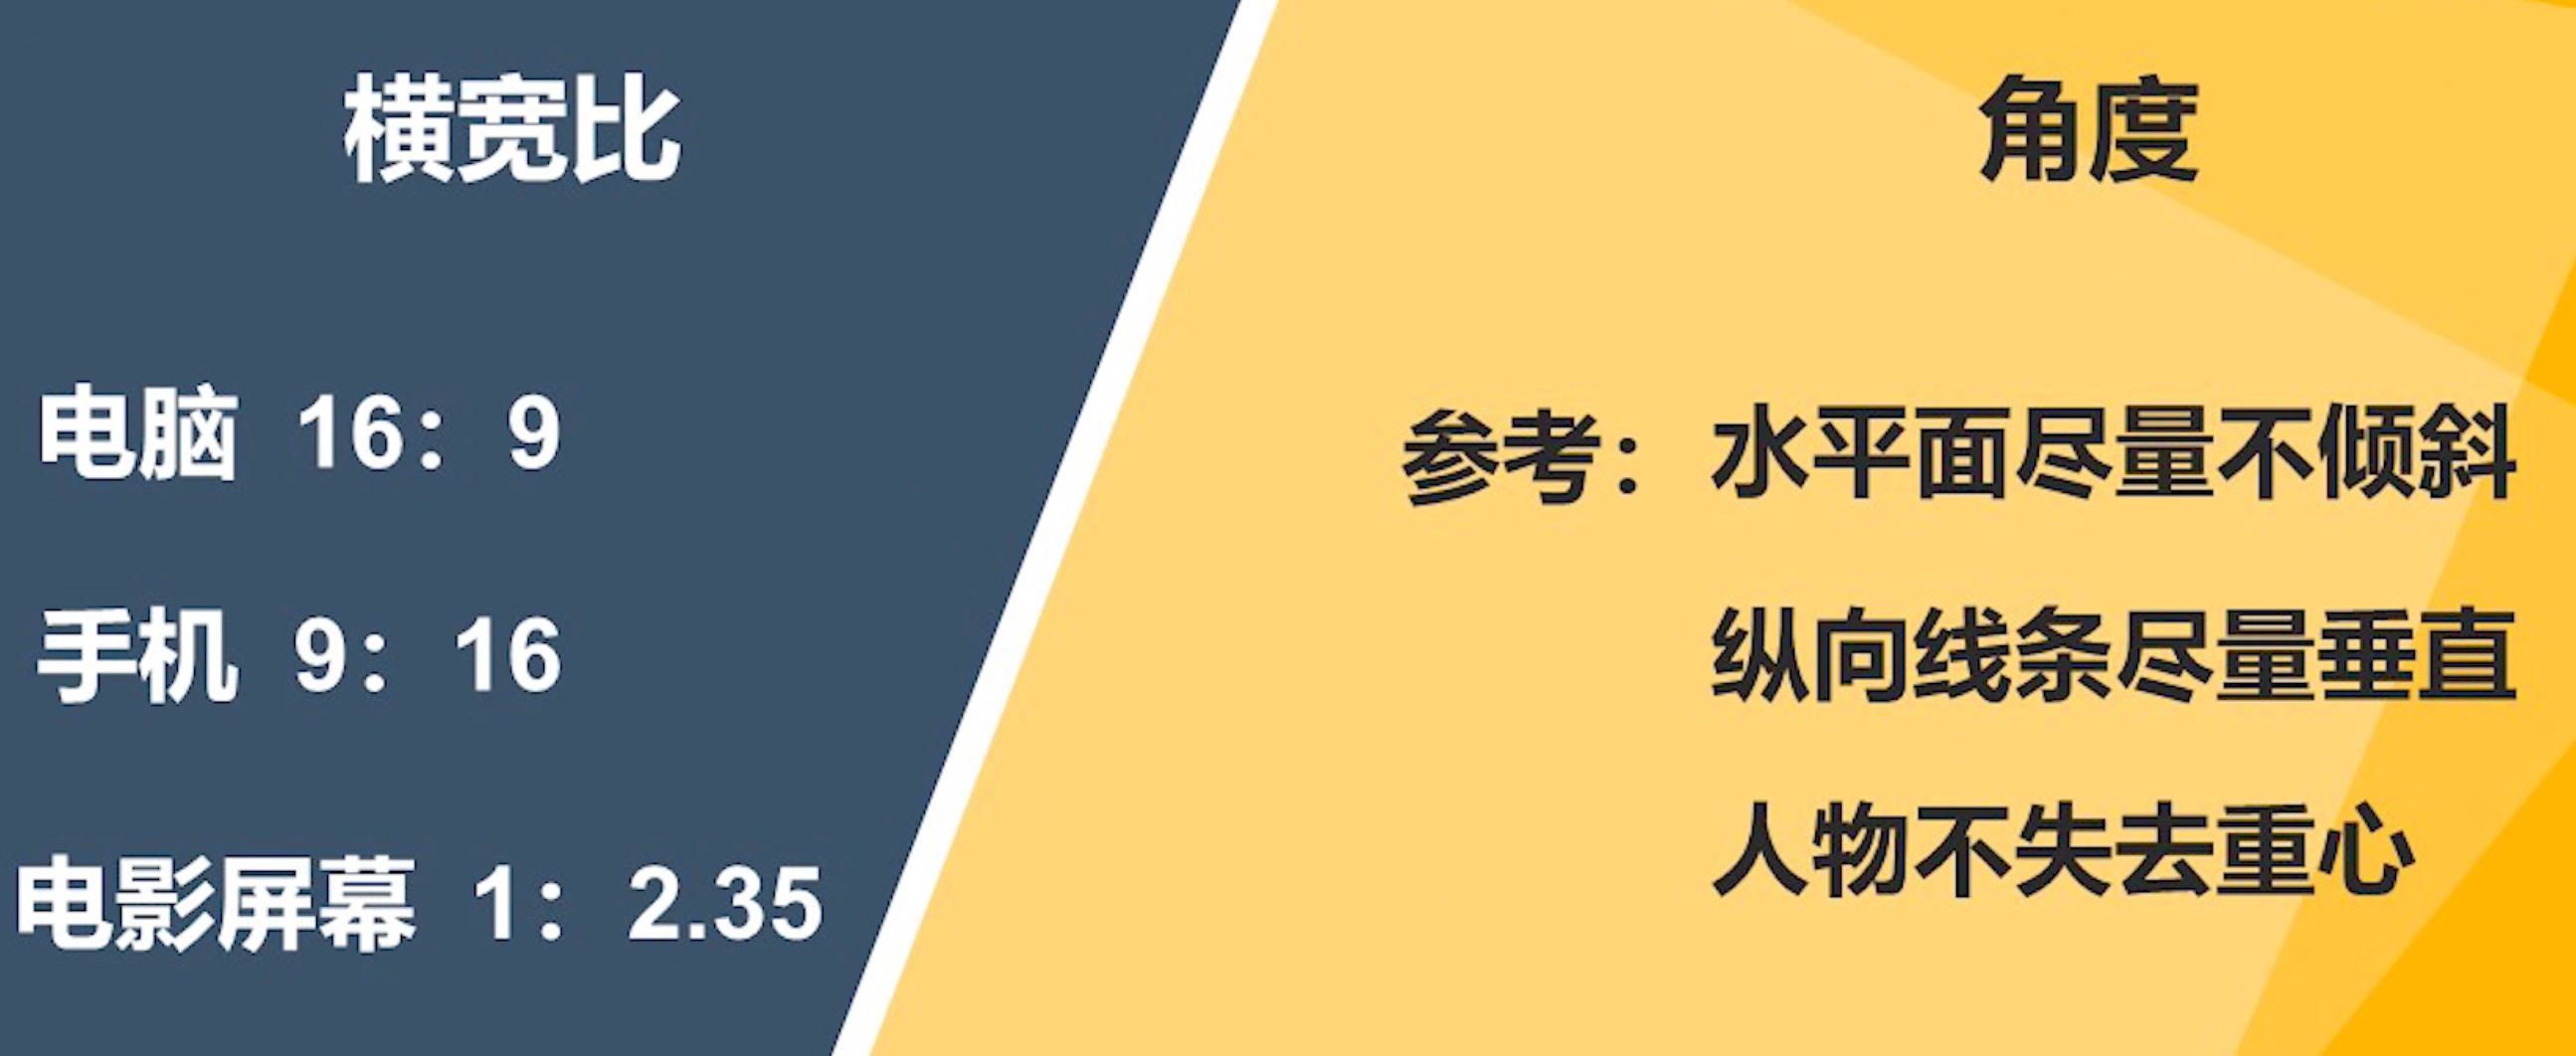 横宽比
电脑 16：9
手机 9：16
电影屏幕 1：2.35
角度
参考：水平面尽量不倾斜
纵向线条尽量垂直
人物不失去重心